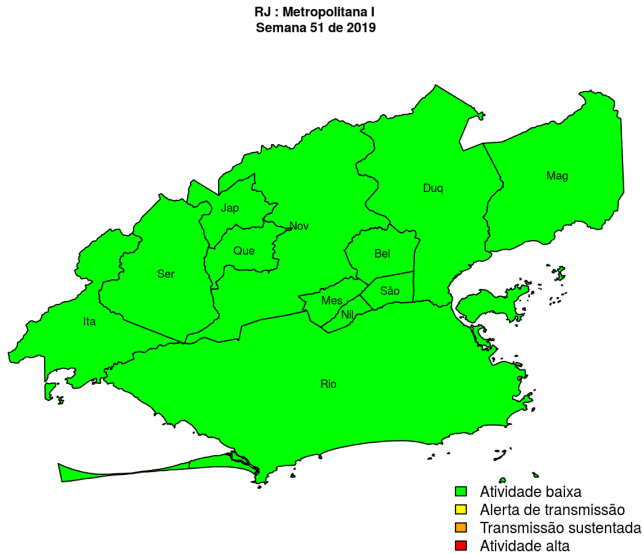 RJ : Metropolitana I
Semana 51 de 2019
Mag
Duq
Jap
Nov
Que
Bel
Ser
São
Mes
Nil
Ita
Rio
Atividade baixa
Alerta de transmissão
Transmissão sustentada
Atividade alta